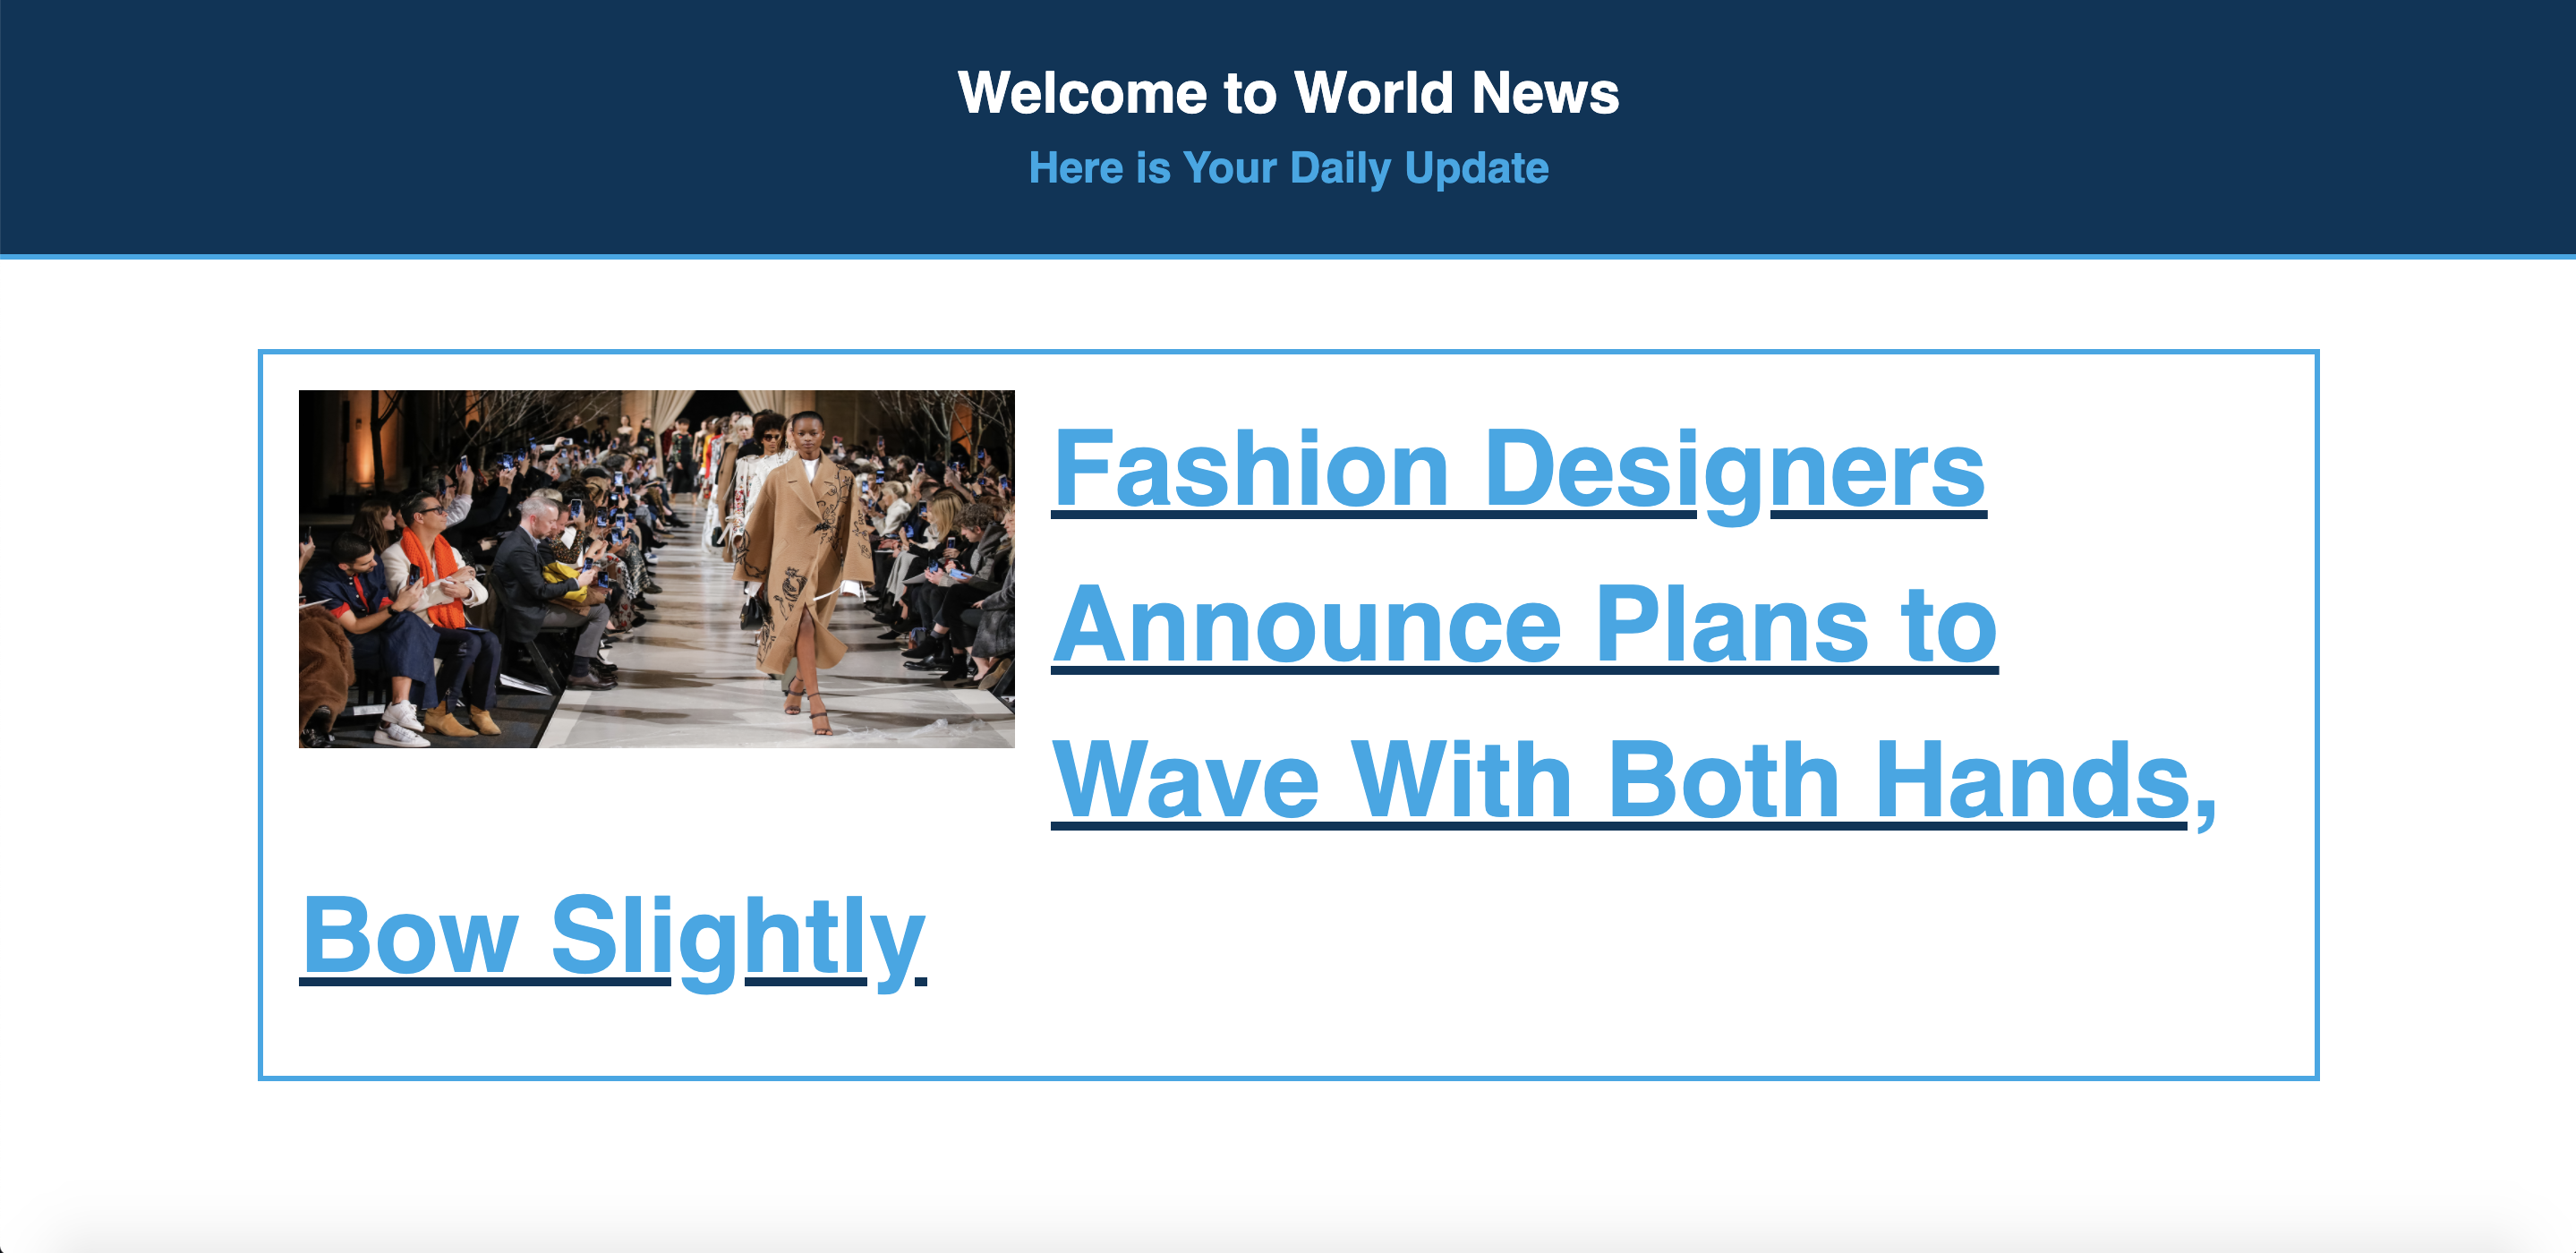 Welcome to World News
Here is Your Daily Update
Fashion Designers
Announce Plans to
Wave With Both Hands,
Bow Slightly